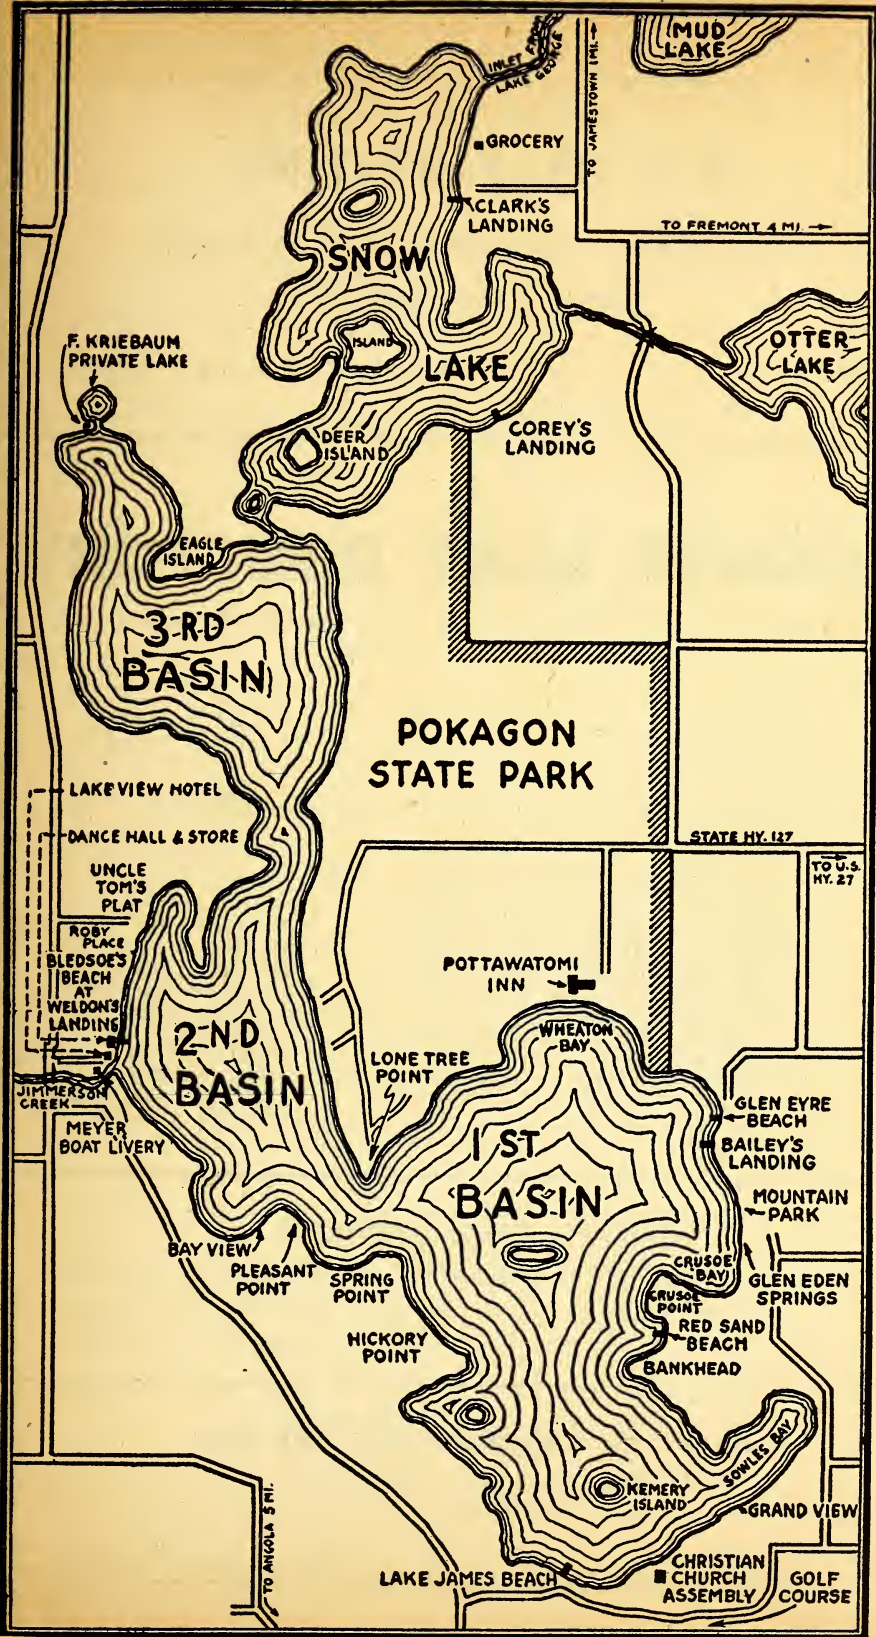 MUD
LAKE
INLET FROM
LAKE GEORGE
TO JAMESTOWN 1 MI.
GROCERY
CLARK'S
LANDING
TO FREMONT 4 MI.
SNOW
LAKE
ISLAND
OTTER
LAKE
F. KRIEBAUM
PRIVATE LAKE
DEER
ISLAND
COREY'S
LANDING
EAGLE
ISLAND
3RD
BASIN
POKAGON
STATE PARK
LAKE VIEW HOTEL
DANCE HALL & STORE
STATE HY. 127
TO U.S.
HY. 27
UNCLE
TOM'S
PLAT
ROBY
PLACE
BLEDSOE'S
BEACH
AT
WELDON'S
LANDING
POTTAWATOMI
INN
WHEATON
BAY
2ND
BASIN
LONE TREE
POINT
JIMMERSON
CREEK
MEYER
BOAT LIVERY
GLEN EYRE
BEACH
BAILEY'S
LANDING
1ST
BASIN
MOUNTAIN
PARK
BAY VIEW
PLEASANT
POINT
SPRING
POINT
CRUSOE
BAY
GLEN EDEN
SPRINGS
CRUSOE
POINT
RED SAND
BEACH
HICKORY
POINT
BANKHEAD
SOWLES BAY
KEMERY
ISLAND
GRAND VIEW
TO ANGOLA 5 MI.
LAKE JAMES BEACH
CHRISTIAN
CHURCH
ASSEMBLY
GOLF
COURSE